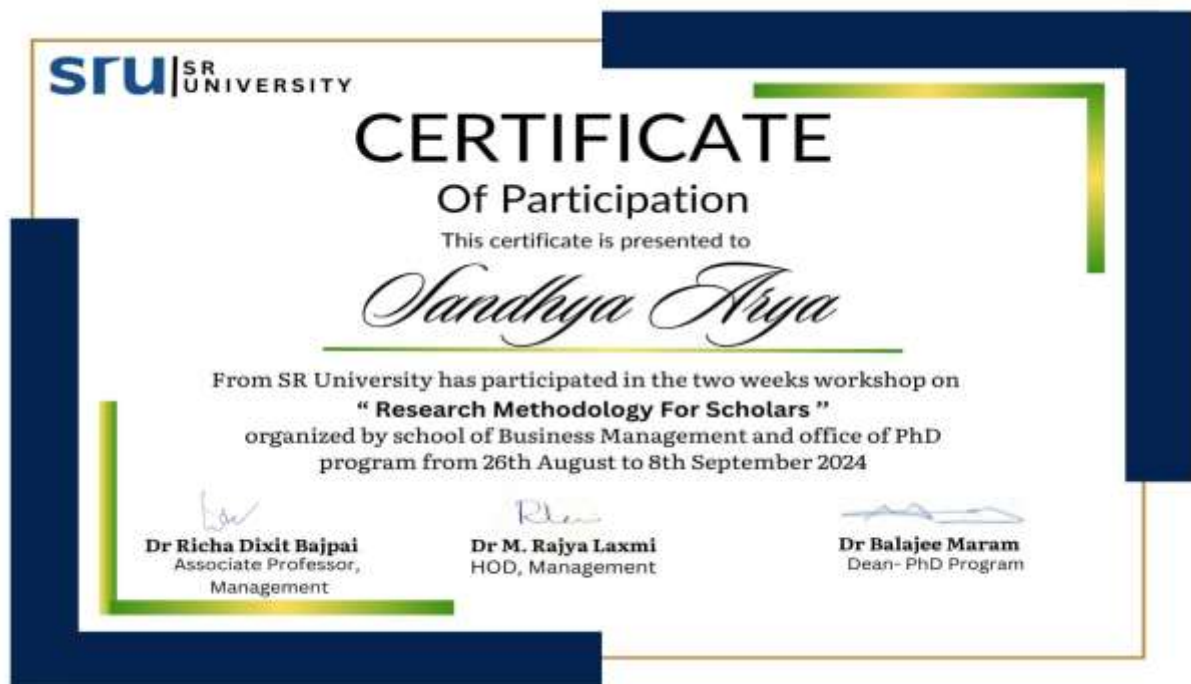 sru SR
UNIVERSITY
CERTIFICATE
Of Participation
This certificate is presented to
Sandhya Arya
From SR University has participated in the two weeks workshop on
“ Research Methodology For Scholars ”
organized by school of Business Management and office of PhD
program from 26th August to 8th September 2024
Dr Richa Dixit Bajpai
Associate Professor,
Management
Dr M. Rajya Laxmi
HOD, Management
Dr Balajee Maram
Dean- PhD Program